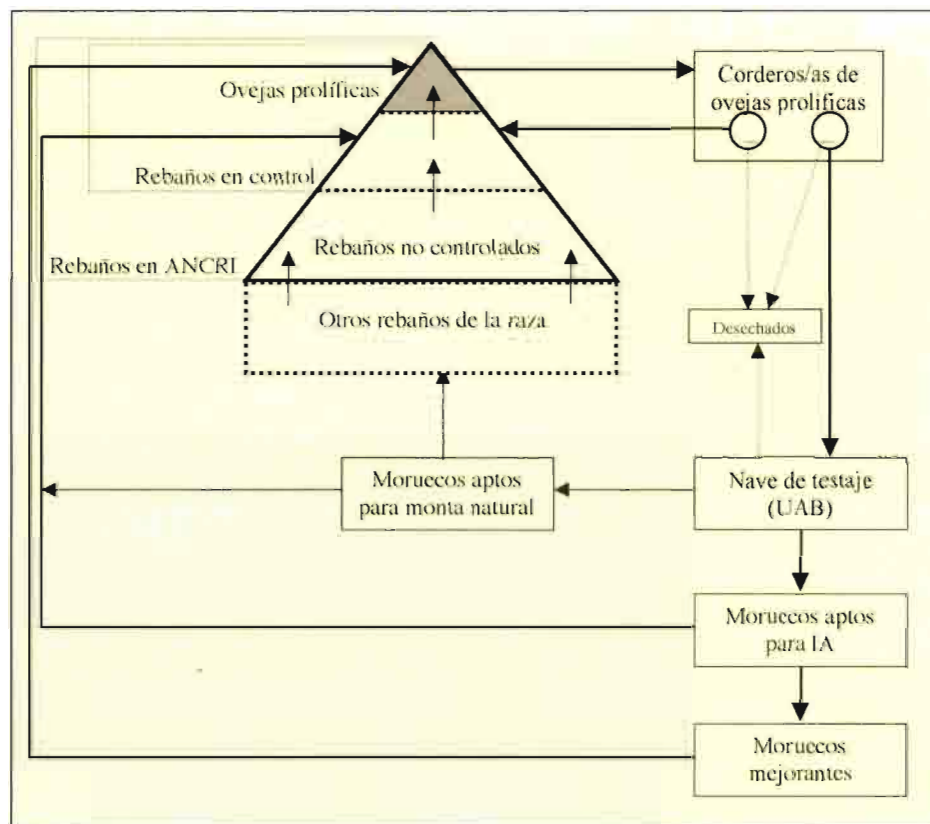 Ovejas prolíficas
Corderos/as de
ovejas prolificas
Rebaños en control
Rebaños no controlados
Rebaños en ANCRI
Otros rebaños de la raza
Desechados
Moruecos aptos
para monta natural
Nave de testaje
(UAB)
Moruecos aptos
para IA
Moruecos
mejorantes